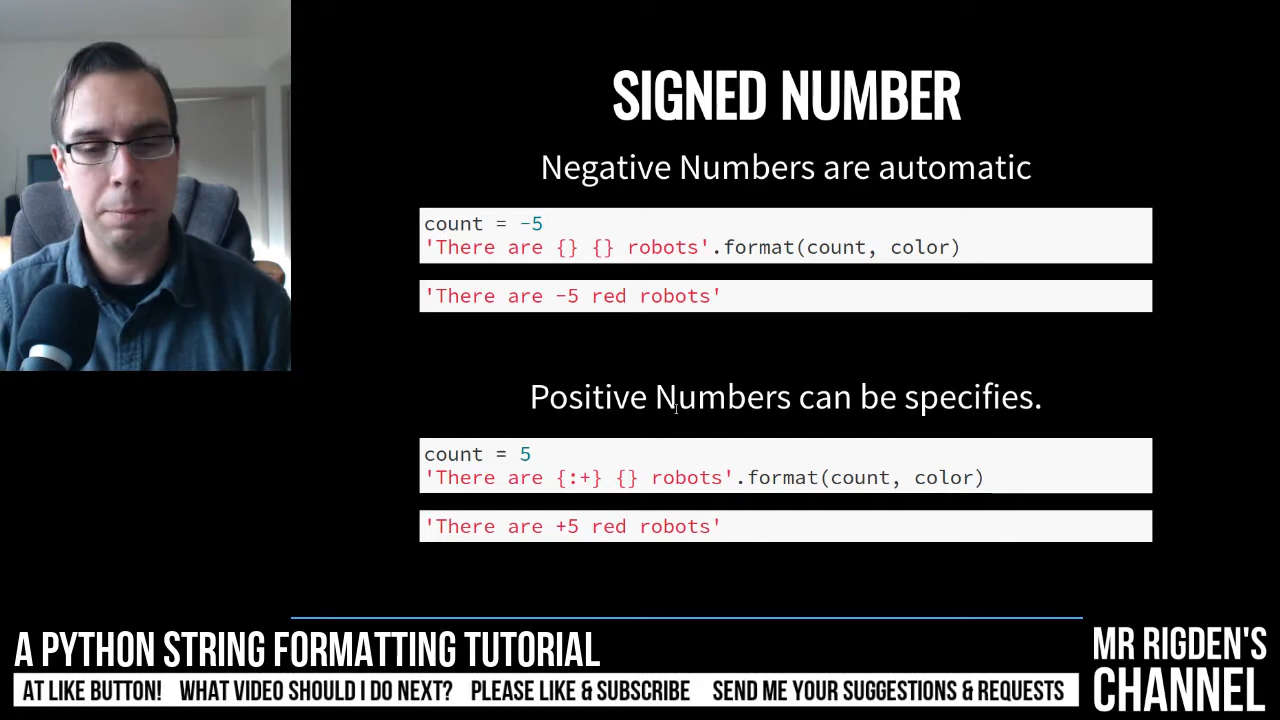 SIGNED NUMBER
Negative Numbers are automatic
count = -5
'There are {} {} robots'.format(count, color)
'There are -5 red robots'
Positive Numbers can be specifies.
count = 5
'There are {:+} {} robots'.format(count, color)
'There are +5 red robots'
A PYTHON STRING FORMATTING TUTORIAL
AT LIKE BUTTON! WHAT VIDEO SHOULD I DO NEXT? PLEASE LIKE & SUBSCRIBE SEND ME YOUR SUGGESTIONS & REQUESTS
MR RIGDEN'S
CHANNEL